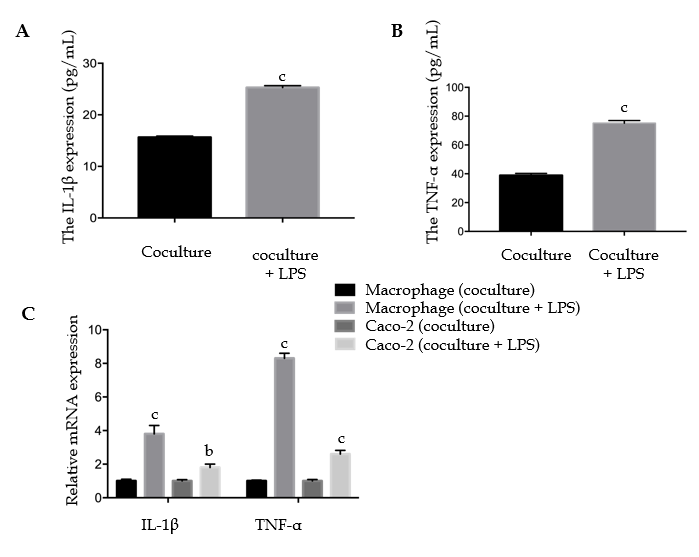 A
The IL-1β expression (pg/mL)
30
20
10
0
c
Coculture
coculture
+ LPS
B
The TNF-α expression (pg/mL)
100
80
60
40
20
0
c
Coculture
Coculture
+ LPS
Macrophage (coculture)
Macrophage (coculture + LPS)
Caco-2 (coculture)
Caco-2 (coculture + LPS)
C
Relative mRNA expression
10
8
6
4
2
0
c
b
c
c
IL-1β
TNF-α